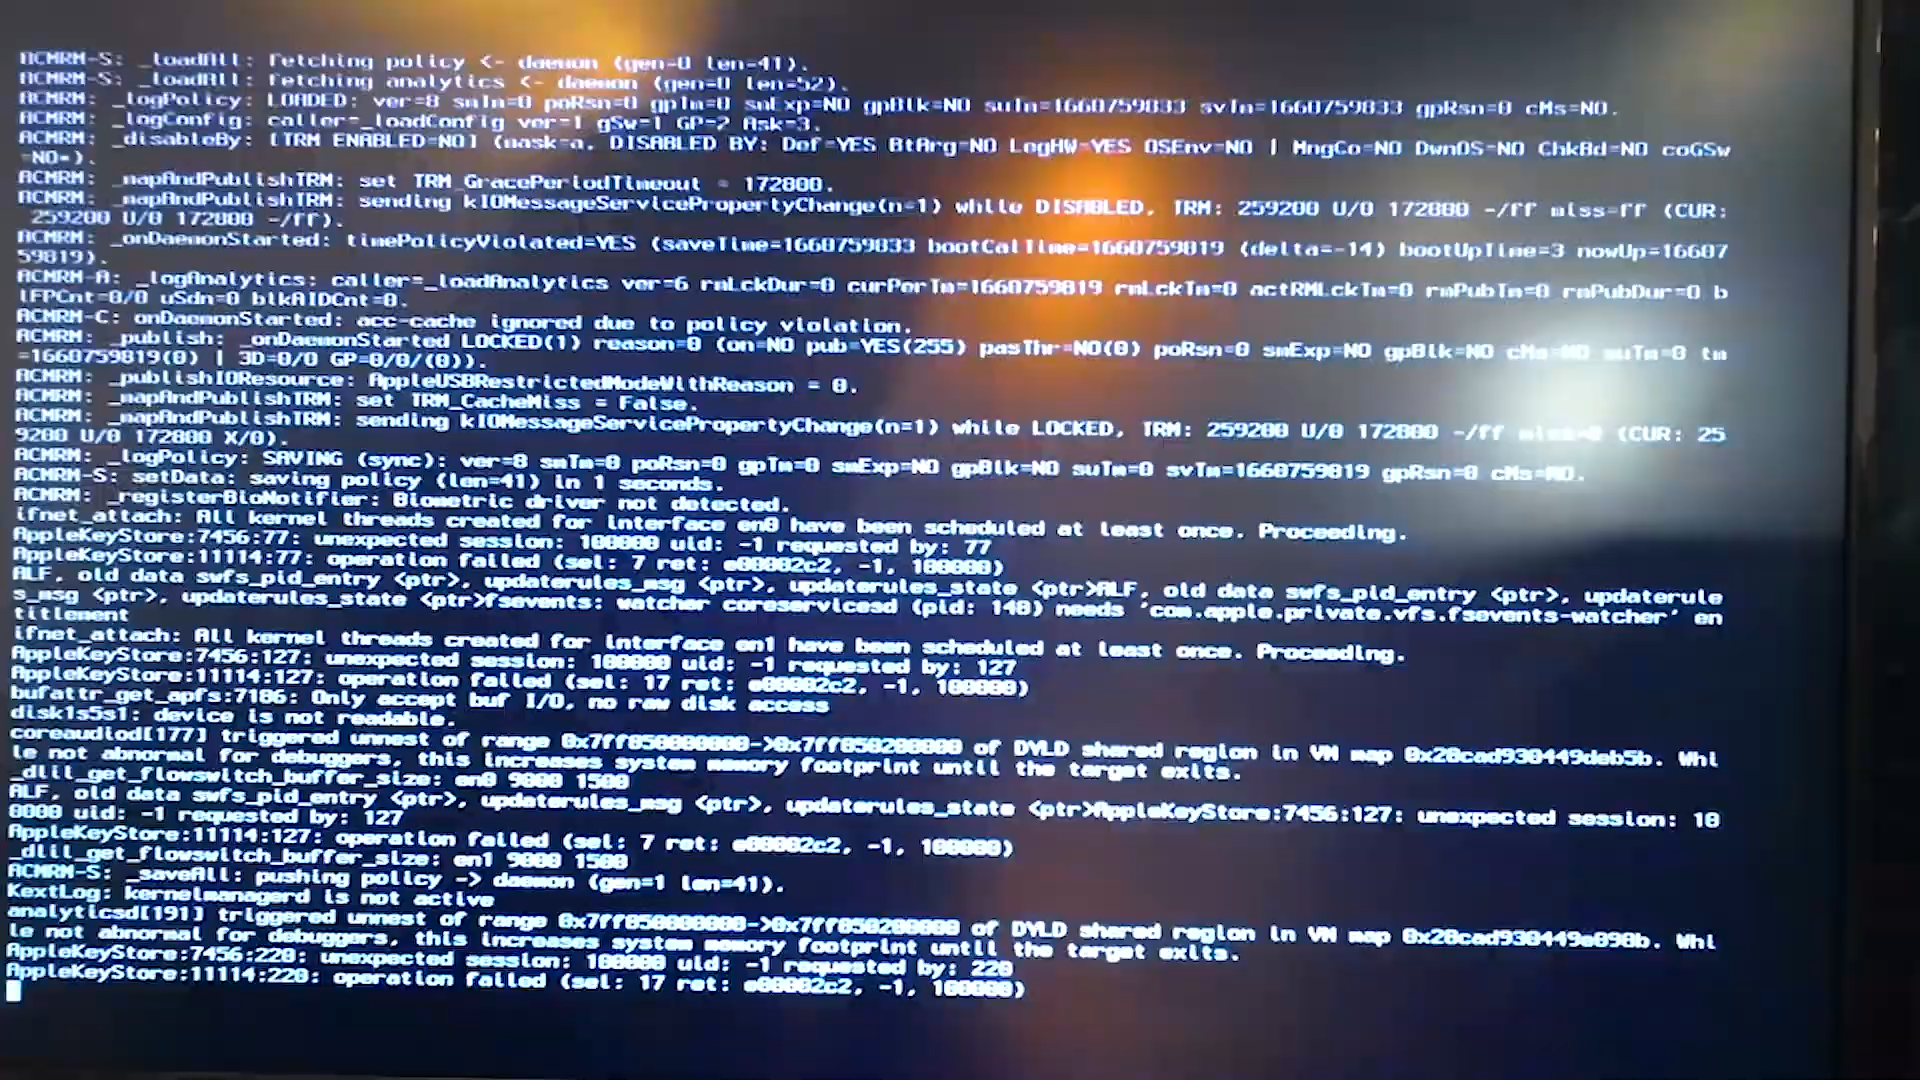 ACMRM-S: _loadAll: fetching policy <- daemon (gen=0 len=41).
ACMRM-S: _loadAll: fetching analytics <- daemon (gen=0 len=52).
ACMRM: _logPolicy: LOADED: ver=8 smTm=0 poRsn=0 gpTm=0 smExp=NO gpBlk=NO suTm=1660759833 svTm=1660759833 gpRsn=0 cMs=NO.
ACMRM: _logConfig: caller=_loadConfig ver=1 gSw=1 GP=2 Ask=3.
ACMRM: _disableBy: [TRM ENABLED=NO] (mask=a, DISABLED BY: Def=YES BtArg=NO LegHW=YES OSEnv=NO | MngCo=NO DwnOS=NO ChkBd=NO coGSw
=NO*).
ACMRM: _mapAndPublishTRM: set TRM_GracePeriodTimeout = 172800.
ACMRM: _mapAndPublishTRM: sending kIOMessageServicePropertyChange(n=1) while DISABLED, TRM: 259200 U/0 172800 -/ff miss=ff (CUR:
259200 U/0 172800 -/ff).
ACMRM: _onDaemonStarted: timePolicyViolated=YES (saveTime=1660759833 bootCalTime=1660759819 (delta=-14) bootUpTime=3 nowUp=16607
59819).
ACMRM-A: _logAnalytics: caller=_loadAnalytics ver=6 rmLckDur=0 curPerTm=1660759819 rmLckTm=0 actRMLckTm=0 rmPubTm=0 rmPubDur=0 b
lFPCnt=0/0 uSdn=0 blkAIDCnt=0.
ACMRM-C: onDaemonStarted: acc-cache ignored due to policy violation.
ACMRM: _publish: _onDaemonStarted LOCKED(1) reason=0 (on=NO pub=YES(255) pasThr=NO(0) poRsn=0 smExp=NO gpBlk=NO cMs=NO auTm=0 tm
=1660759819(0) | 3D=0/0 GP=0/0/(0)).
ACMRM: _publishIOResource: AppleUSBRestrictedModeWithReason = 0.
ACMRM: _mapAndPublishTRM: set TRM_CacheMiss = False.
ACMRM: _mapAndPublishTRM: sending kIOMessageServicePropertyChange(n=1) while LOCKED, TRM: 259200 U/0 172800 -/ff miss=0 (CUR: 25
9200 U/0 172800 X/0).
ACMRM: _logPolicy: SAVING (sync): ver=8 smTm=0 poRsn=0 gpTm=0 smExp=NO gpBlk=NO suTm=0 svTm=1660759819 gpRsn=0 cMs=NO.
ACMRM-S: setData: saving policy (len=41) in 1 seconds.
ACMRM: _registerBioNotifier: Biometric driver not detected.
ifnet_attach: All kernel threads created for interface en0 have been scheduled at least once. Proceeding.
AppleKeyStore:7456:77: unexpected session: 100000 uid: -1 requested by: 77
AppleKeyStore:11114:77: operation failed (sel: 7 ret: e00002c2, -1, 100000)
ALF, old data swfs_pid_entry <ptr>, updaterules_msg <ptr>, updaterules_state <ptr>ALF, old data swfs_pid_entry <ptr>, updaterule
s_msg <ptr>, updaterules_state <ptr>fsevents: watcher coreservicesd (pid: 148) needs 'com.apple.private.vfs.fsevents-watcher' en
titlement
ifnet_attach: All kernel threads created for interface en1 have been scheduled at least once. Proceeding.
AppleKeyStore:7456:127: unexpected session: 100000 uid: -1 requested by: 127
AppleKeyStore:11114:127: operation failed (sel: 17 ret: e00002c2, -1, 100000)
bufattr_get_apfs:7186: Only accept buf I/O, no raw disk access
disk1s5s1: device is not readable.
coreaudiod[177] triggered unnest of range 0x7ff850000000->0x7ff850200000 of DYLD shared region in VM map 0x20cad930449deb5b. Whi
le not abnormal for debuggers, this increases system memory footprint until the target exits.
_dlil_get_flowswitch_buffer_size: en0 9000 1500
ALF, old data swfs_pid_entry <ptr>, updaterules_msg <ptr>, updaterules_state <ptr>AppleKeyStore:7456:127: unexpected session: 10
0000 uid: -1 requested by: 127
AppleKeyStore:11114:127: operation failed (sel: 7 ret: e00002c2, -1, 100000)
_dlil_get_flowswitch_buffer_size: en1 9000 1500
ACMRM-S: _saveAll: pushing policy -> daemon (gen=1 len=41).
KextLog: kernelmanagerd is not active
analyticsd[191] triggered unnest of range 0x7ff850000000->0x7ff850200000 of DYLD shared region in VM map 0x20cad930449a090b. Whi
le not abnormal for debuggers, this increases system memory footprint until the target exits.
AppleKeyStore:7456:220: unexpected session: 100000 uid: -1 requested by: 220
AppleKeyStore:11114:220: operation failed (sel: 17 ret: e00002c2, -1, 100000)